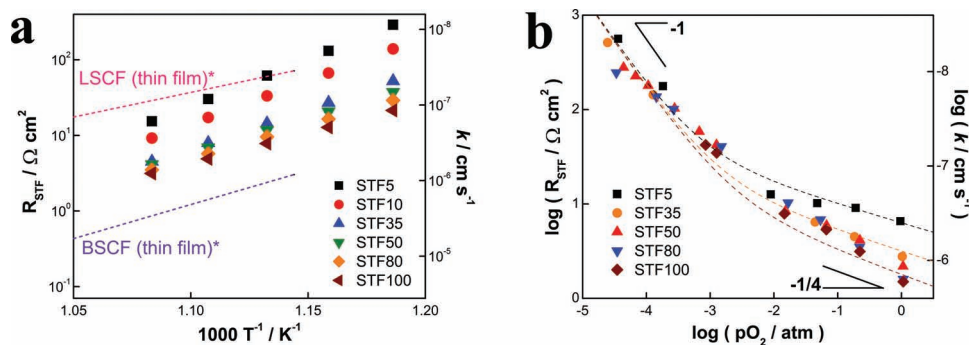 a
R_STF / Ω cm²
10²
10¹
10⁰
10⁻¹
LSCF (thin film)*
BSCF (thin film)*
STF5
STF10
STF35
STF50
STF80
STF100
10⁻⁸
10⁻⁷
10⁻⁶
10⁻⁵
k / cm s⁻¹
1.05 1.10 1.15 1.20
1000 T⁻¹ / K⁻¹
b
log ( R_STF / Ω cm² )
3
2
1
0
-1
STF5
STF35
STF50
STF80
STF100
-1/4
-8
-7
-6
log ( k / cm s⁻¹ )
-5 -4 -3 -2 -1 0
log ( pO₂ / atm )